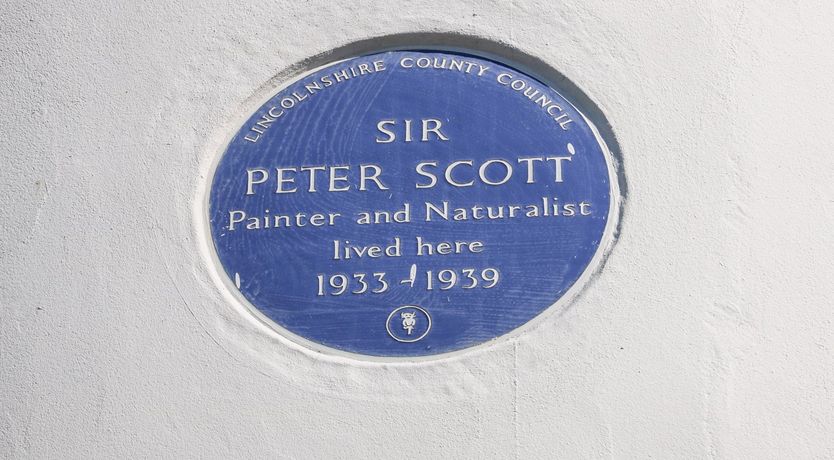 LINCOLNSHIRE COUNTY COUNCIL
SIR
PETER SCOTT
Painter and Naturalist
lived here
1933 - 1939